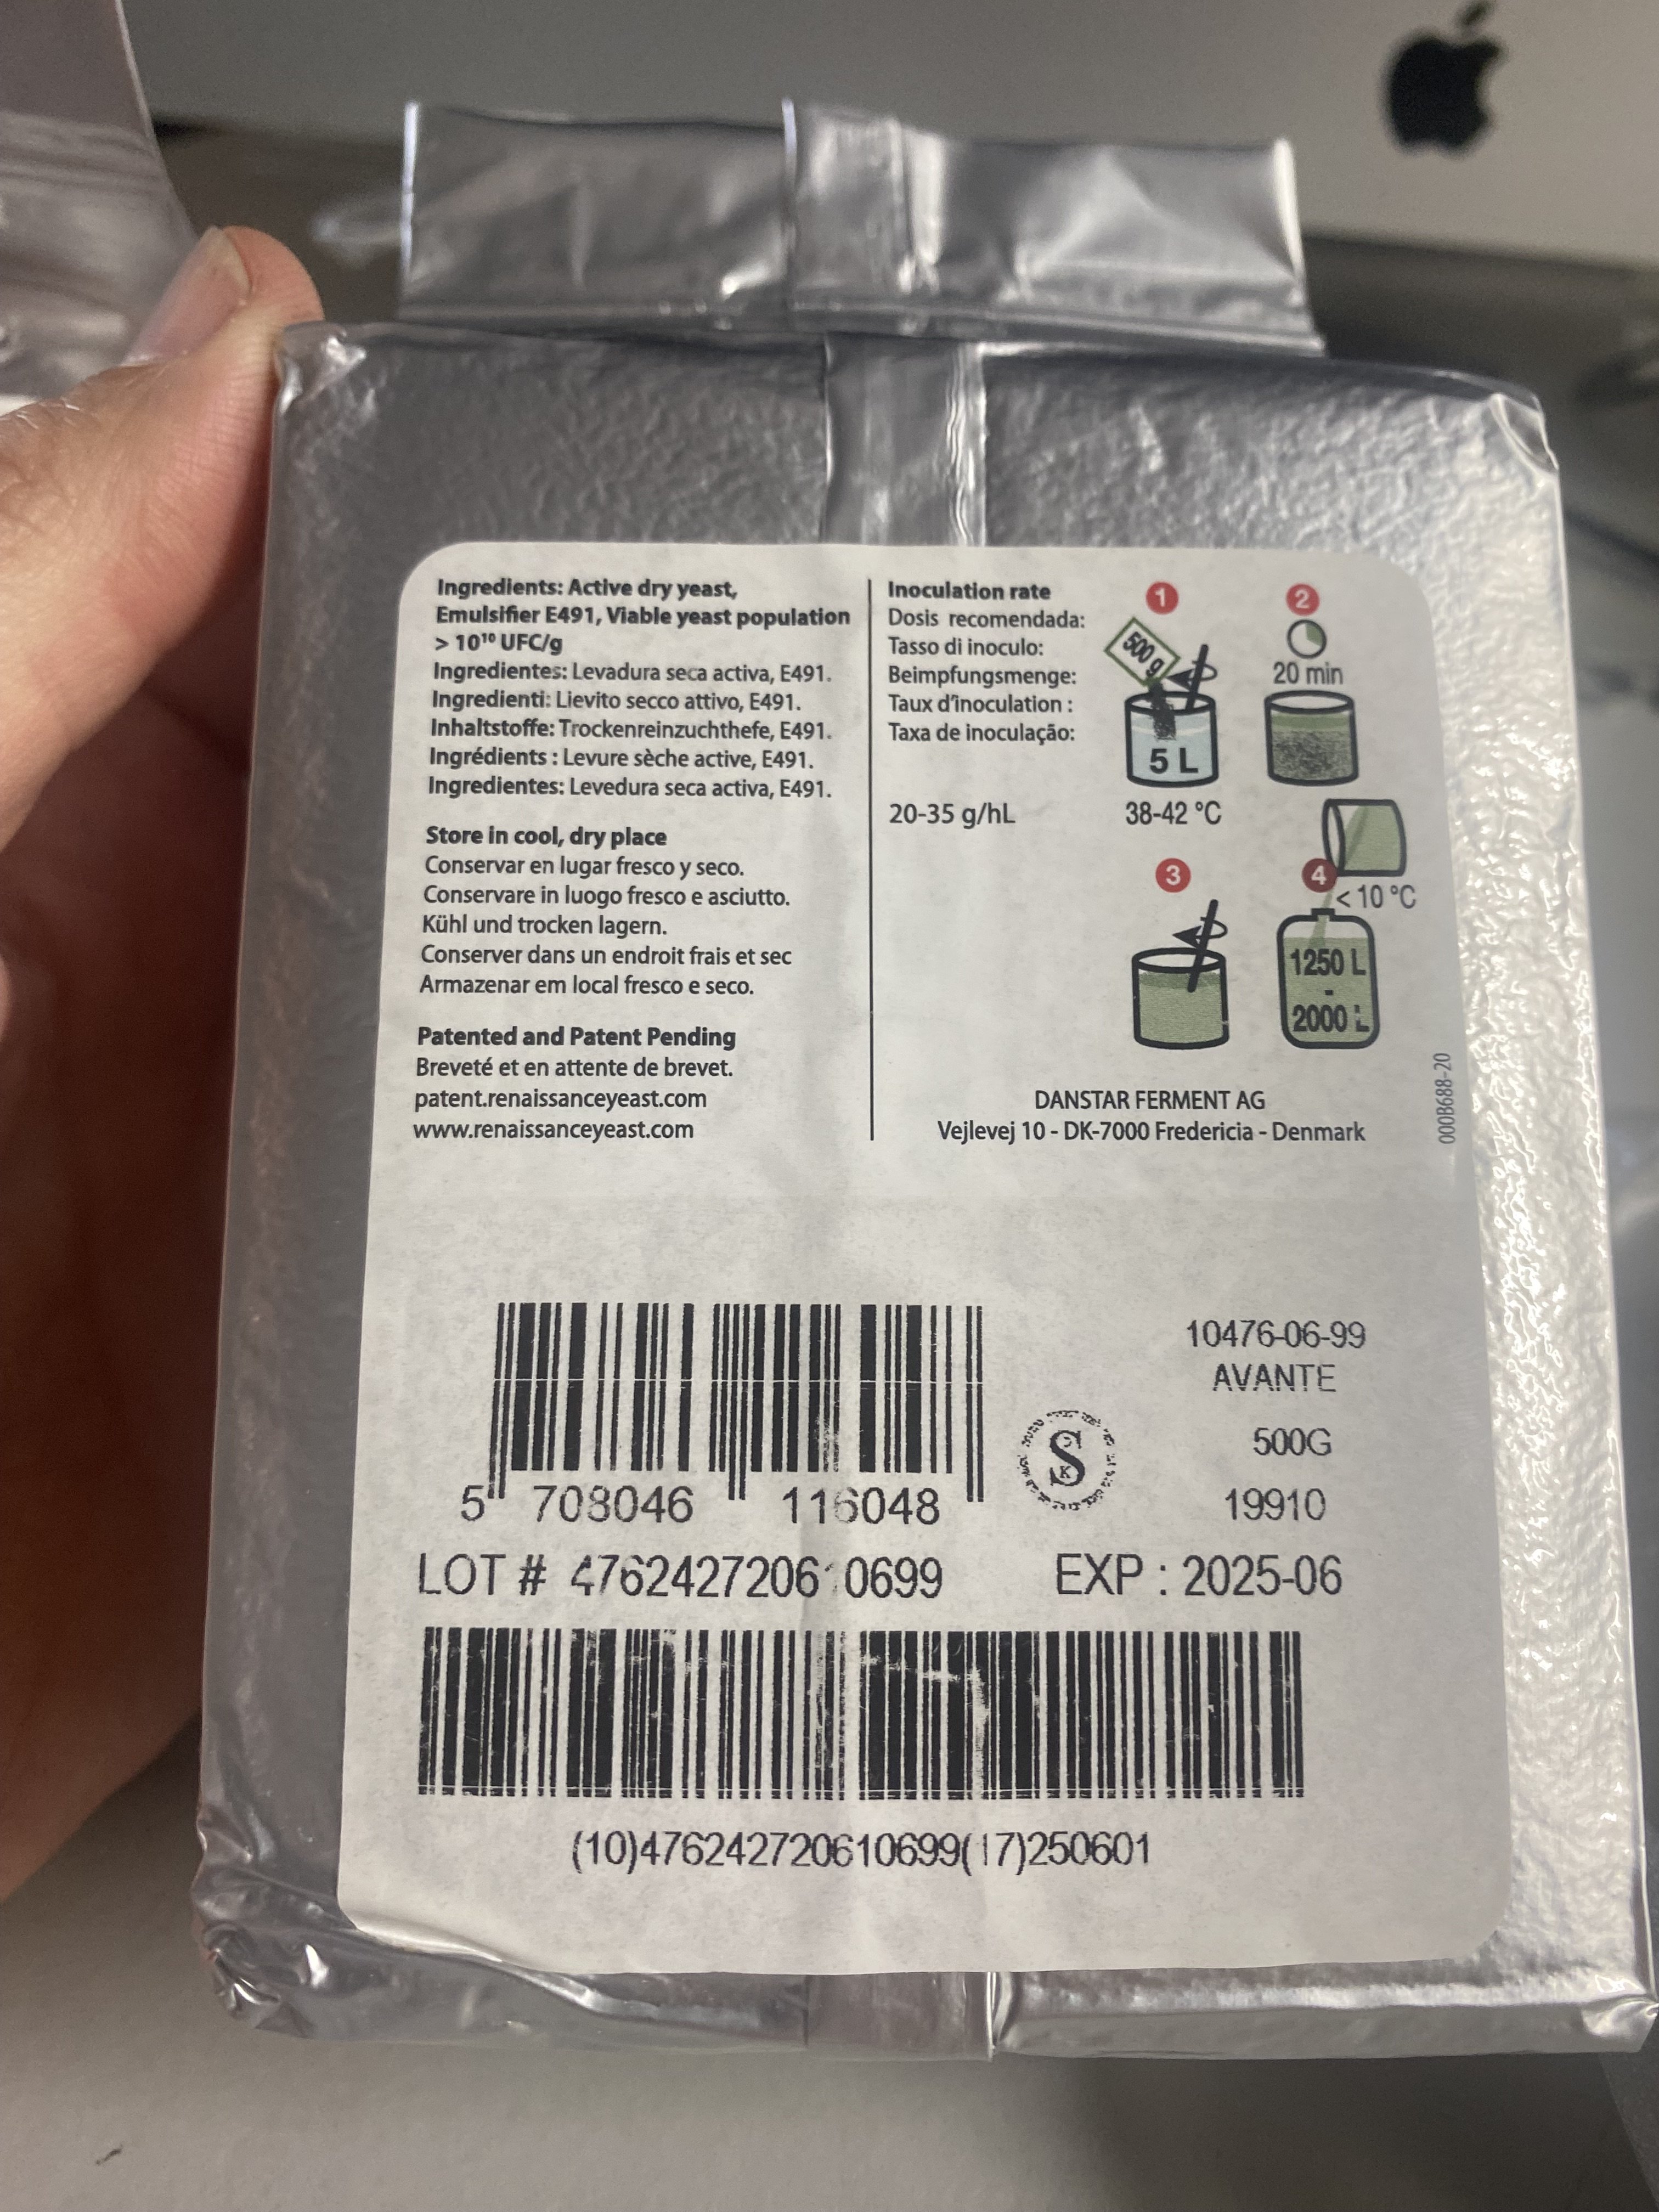 Ingredients: Active dry yeast,
Emulsifier E491, Viable yeast population
> 10¹⁰ UFC/g
Ingredientes: Levadura seca activa, E491.
Ingredienti: Lievito secco attivo, E491.
Inhaltstoffe: Trockenreinzuchthefe, E491.
Ingrédients : Levure sèche active, E491.
Ingredientes: Levedura seca activa, E491.
Store in cool, dry place
Conservar en lugar fresco y seco.
Conservare in luogo fresco e asciutto.
Kühl und trocken lagern.
Conserver dans un endroit frais et sec
Armazenar em local fresco e seco.
Patented and Patent Pending
Breveté et en attente de brevet.
patent.renaissanceyeast.com
www.renaissanceyeast.com
Inoculation rate
Dosis recomendada:
Tasso di inoculo:
Beimpfungsmenge:
Taux d'inoculation :
Taxa de inoculação:
20-35 g/hL
1
500 g
5 L
38-42 °C
2
20 min
3
4
< 10 °C
1250 L
-
2000 L
DANSTAR FERMENT AG
Vejlevej 10 - DK-7000 Fredericia - Denmark
000B688-20
5 708046 116048
S
K
10476-06-99
AVANTE
500G
19910
LOT # 476242720610699 EXP : 2025-06
(10)476242720610699(17)250601